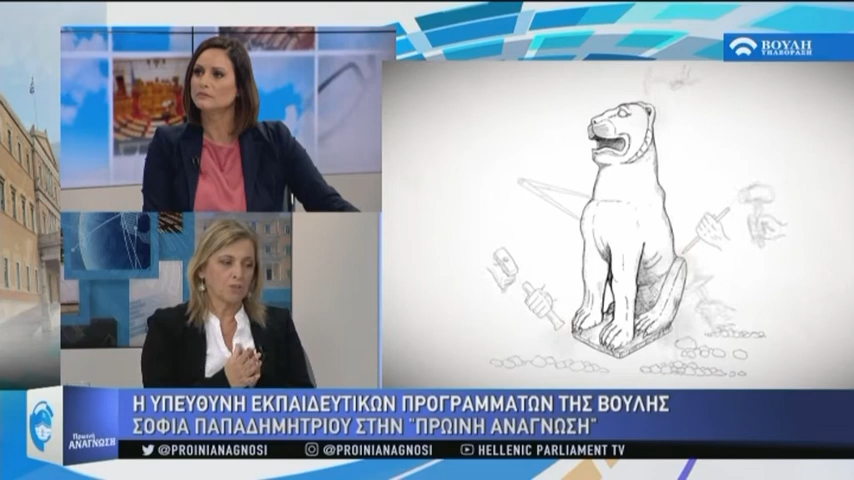 ΒΟΥΛΗ
ΤΗΛΕΟΡΑΣΗ
Πρωινή
ΑΝΑΓΝΩΣΗ
Η ΥΠΕΥΘΥΝΗ ΕΚΠΑΙΔΕΥΤΙΚΩΝ ΠΡΟΓΡΑΜΜΑΤΩΝ ΤΗΣ ΒΟΥΛΗΣ
ΣΟΦΙΑ ΠΑΠΑΔΗΜΗΤΡΙΟΥ ΣΤΗΝ "ΠΡΩΙΝΗ ΑΝΑΓΝΩΣΗ"
@PROINIANAGNOSI @PROINIANAGNOSI HELLENIC PARLIAMENT TV